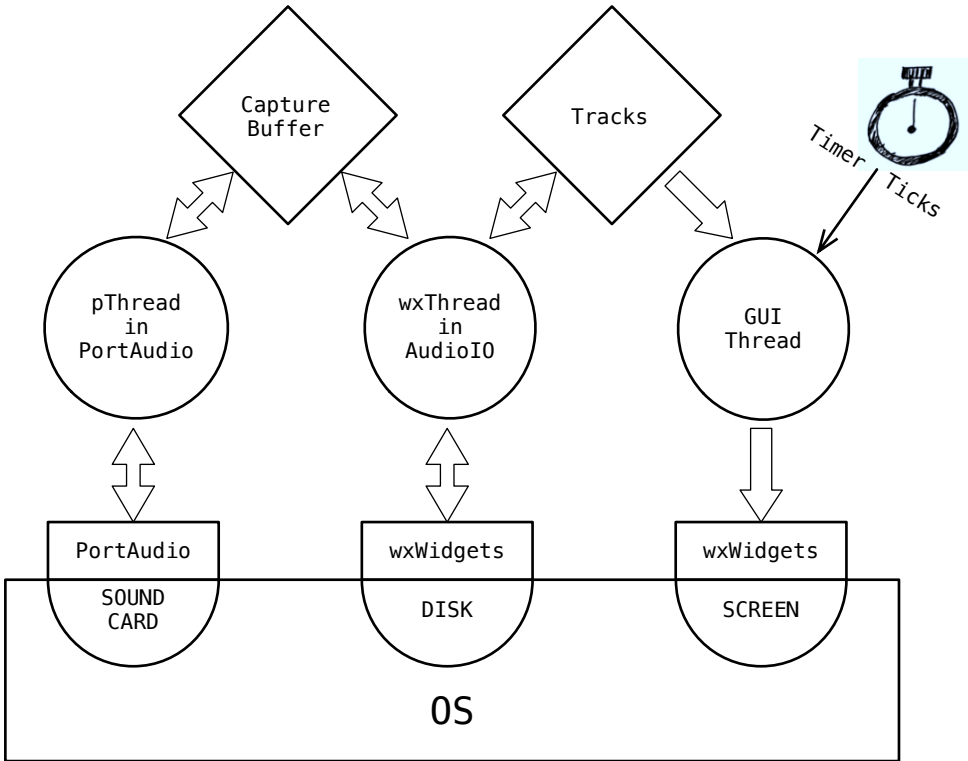 Capture
Buffer
Tracks
Timer Ticks
pThread
in
PortAudio
wxThread
in
AudioIO
GUI
Thread
PortAudio
wxWidgets
wxWidgets
SOUND
CARD
DISK
SCREEN
OS